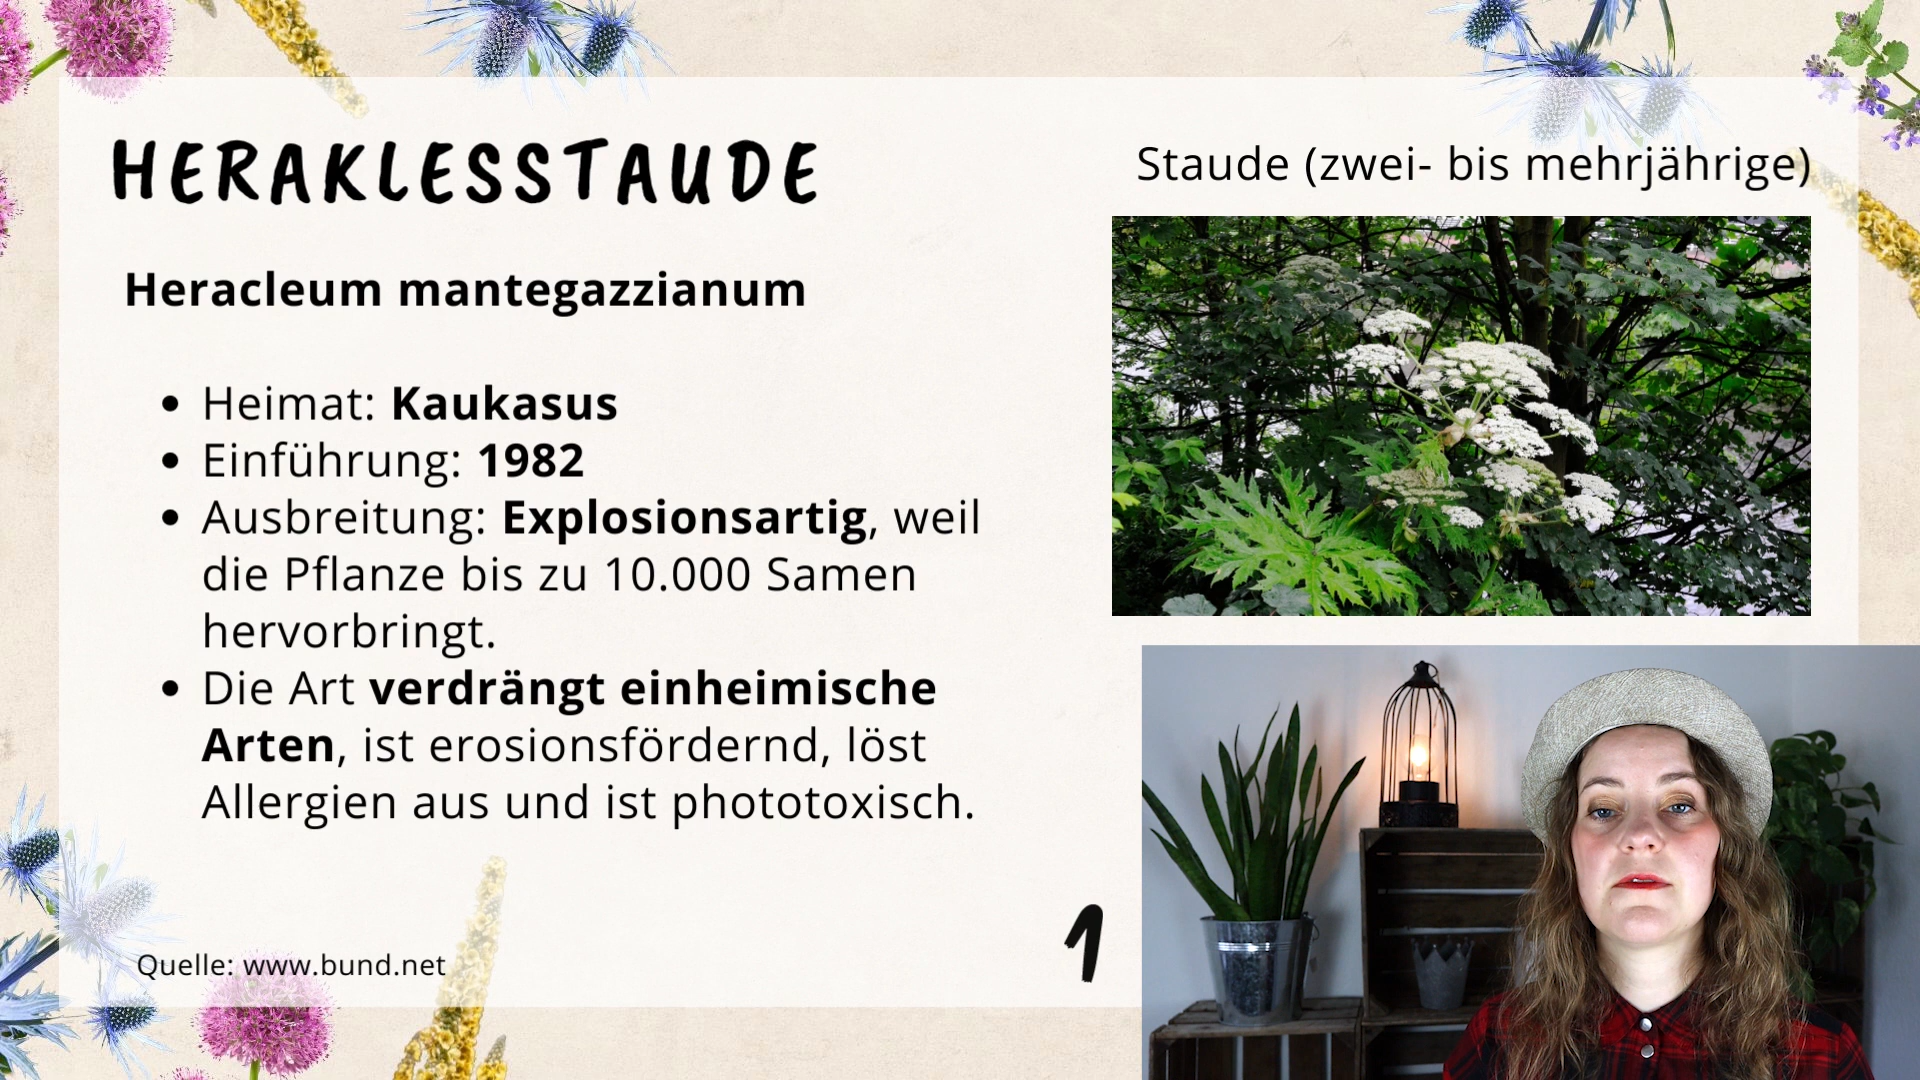 HERAKLESSTAUDE
Heracleum mantegazzianum
• Heimat: Kaukasus
• Einführung: 1982
• Ausbreitung: Explosionsartig, weil
die Pflanze bis zu 10.000 Samen
hervorbringt.
• Die Art verdrängt einheimische
Arten, ist erosionsfördernd, löst
Allergien aus und ist phototoxisch.
Quelle: www.bund.net
1
Staude (zwei- bis mehrjährige)